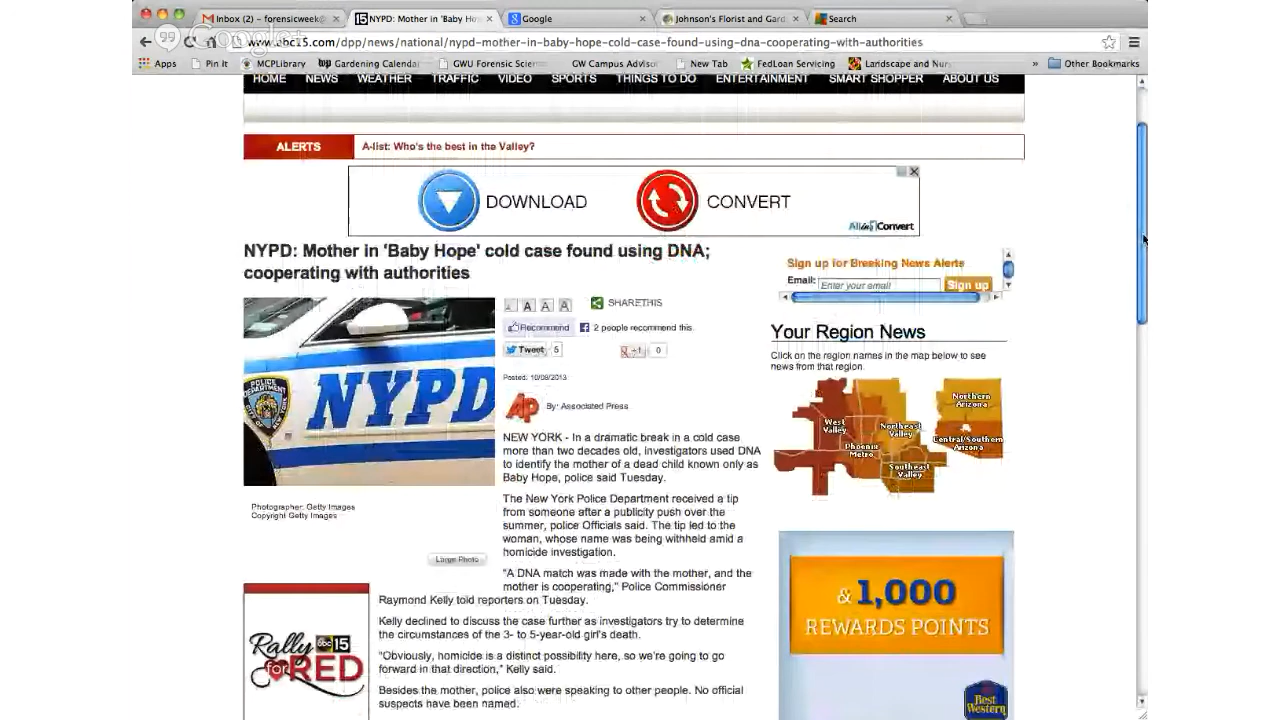 Inbox (2) – forensicweek@
NYPD: Mother in 'Baby Ho
Google
Johnson's Florist and Gard
Search
Google+
www.abc15.com/dpp/news/national/nypd-mother-in-baby-hope-cold-case-found-using-dna-cooperating-with-authorities
Apps
Pin it
MCPLibrary
Gardening Calendar
GWU Forensic Scien
GW Campus Advisor
New Tab
FedLoan Servicing
Landscape and Nur
»
Other Bookmarks
HOME NEWS WEATHER TRAFFIC VIDEO SPORTS THINGS TO DO ENTERTAINMENT SMART SHOPPER ABOUT US
ALERTS
A-list: Who's the best in the Valley?
DOWNLOAD
CONVERT
Convert
NYPD: Mother in 'Baby Hope' cold case found using DNA;
cooperating with authorities
NYPD
POLICE
DEPARTMENT
Photographer: Getty Images
Copyright Getty Images
Large Photo
A A A A
SHARETHIS
Recommend
2 people recommend this.
Tweet
5
+1
0
Posted: 10/08/2013
AP
By: Associated Press
NEW YORK - In a dramatic break in a cold case
more than two decades old, investigators used DNA
to identify the mother of a dead child known only as
Baby Hope, police said Tuesday.
The New York Police Department received a tip
from someone after a publicity push over the
summer, police Officials said. The tip led to the
woman, whose name was being withheld amid a
homicide investigation.
"A DNA match was made with the mother, and the
mother is cooperating," Police Commissioner
Raymond Kelly told reporters on Tuesday.
Kelly declined to discuss the case further as investigators try to determine
the circumstances of the 3- to 5-year-old girl's death.
"Obviously, homicide is a distinct possibility here, so we're going to go
forward in that direction," Kelly said.
Besides the mother, police also were speaking to other people. No official
suspects have been named.
Rally
abc15
for RED
Sign up for Breaking News Alerts
Email:
Enter your email
Sign up
Your Region News
Click on the region names in the map below to see
news from that region.
Northern
Arizona
West
Valley
Northeast
Valley
Phoenix
Metro
Central/Southern
Arizona
Southeast
Valley
& 1,000
REWARDS POINTS
Best
Western